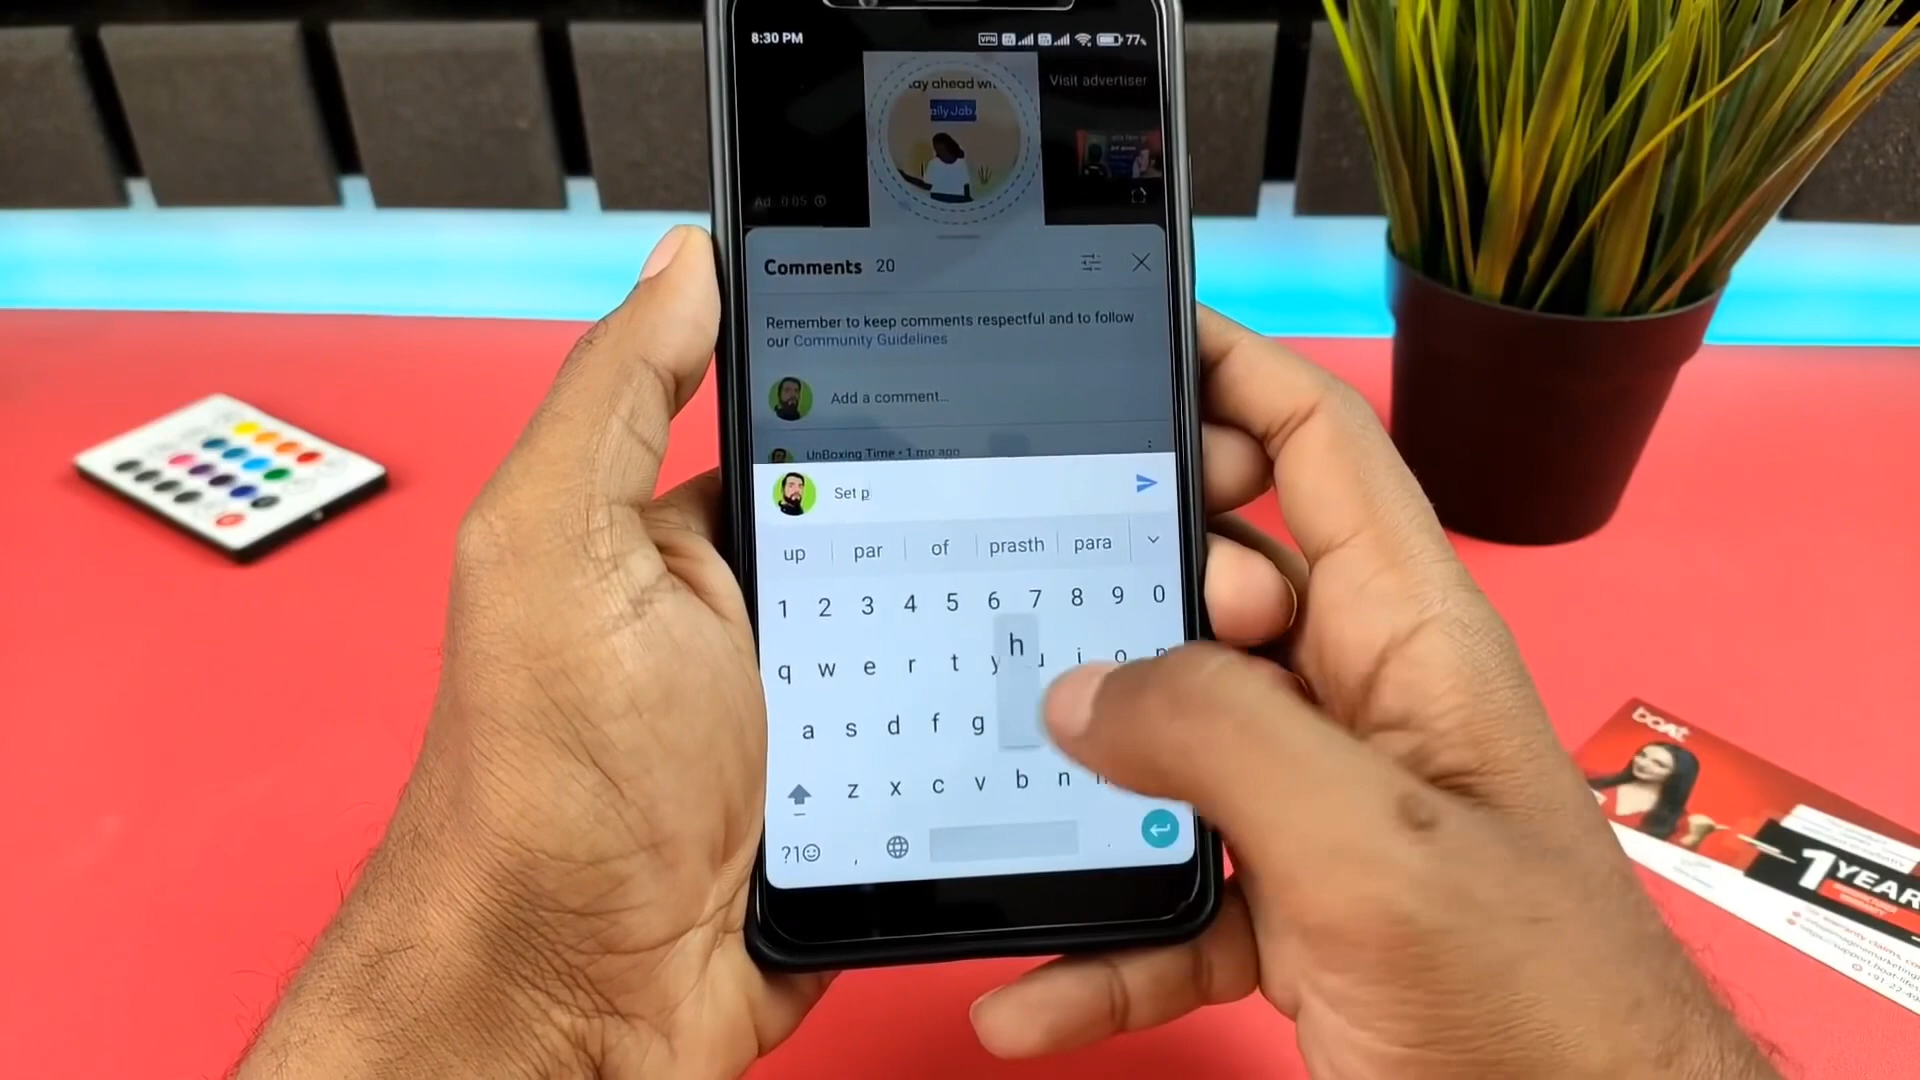 8:30 PM
VPN
77%
ay ahead wi
aily Job
Visit advertiser
Ad 0:05
Comments 20
Remember to keep comments respectful and to follow
our Community Guidelines
Add a comment...
UnBoxing Time • 1 mo ago
Set p
up par of prasth para
1 2 3 4 5 6 7 8 9 0
h
q w e r t y u i o p
a s d f g
z x c v b n
?1☺ , .
boAt
1 YEAR